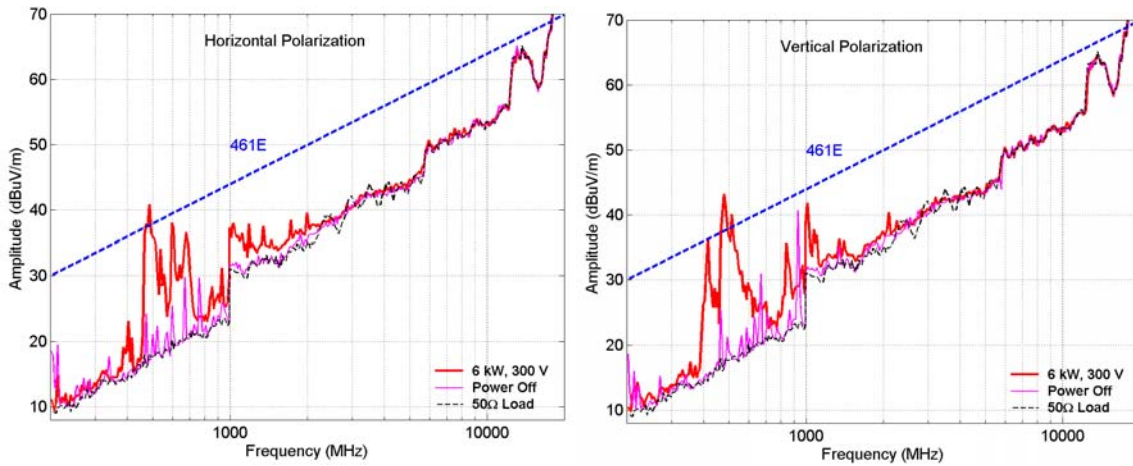 Horizontal Polarization
461E
Amplitude (dBuV/m)
70
60
50
40
30
20
10
6 kW, 300 V
Power Off
50Ω Load
1000
10000
Frequency (MHz)
Vertical Polarization
461E
Amplitude (dBuV/m)
70
60
50
40
30
20
10
6 kW, 300 V
Power Off
50Ω Load
1000
10000
Frequency (MHz)